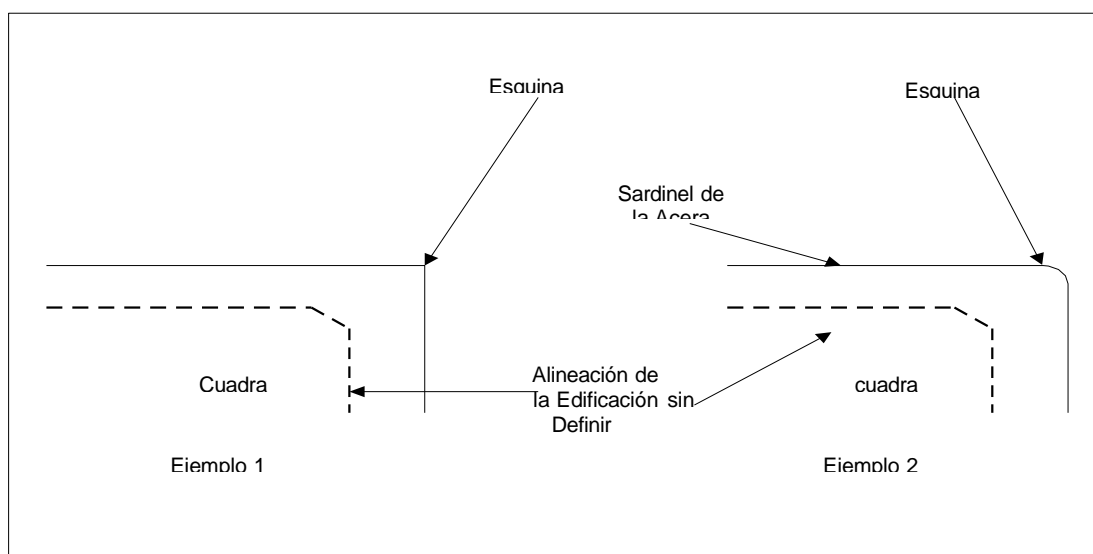 Esquina
Esquina
Sardinel de
la Acera
Alineación de
la Edificación sin
Definir
Cuadra
cuadra
Ejemplo 1
Ejemplo 2